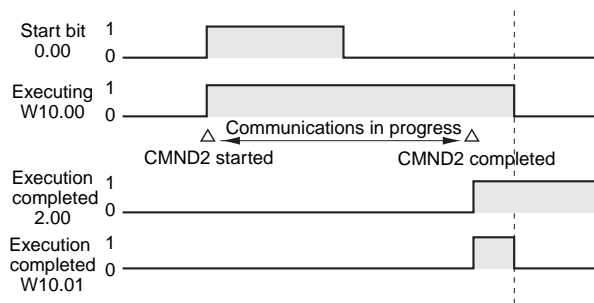 Start bit
0.00
1
0
Executing
W10.00
1
0
Communications in progress
CMND2 started
CMND2 completed
Execution
completed
2.00
1
0
Execution
completed
W10.01
1
0